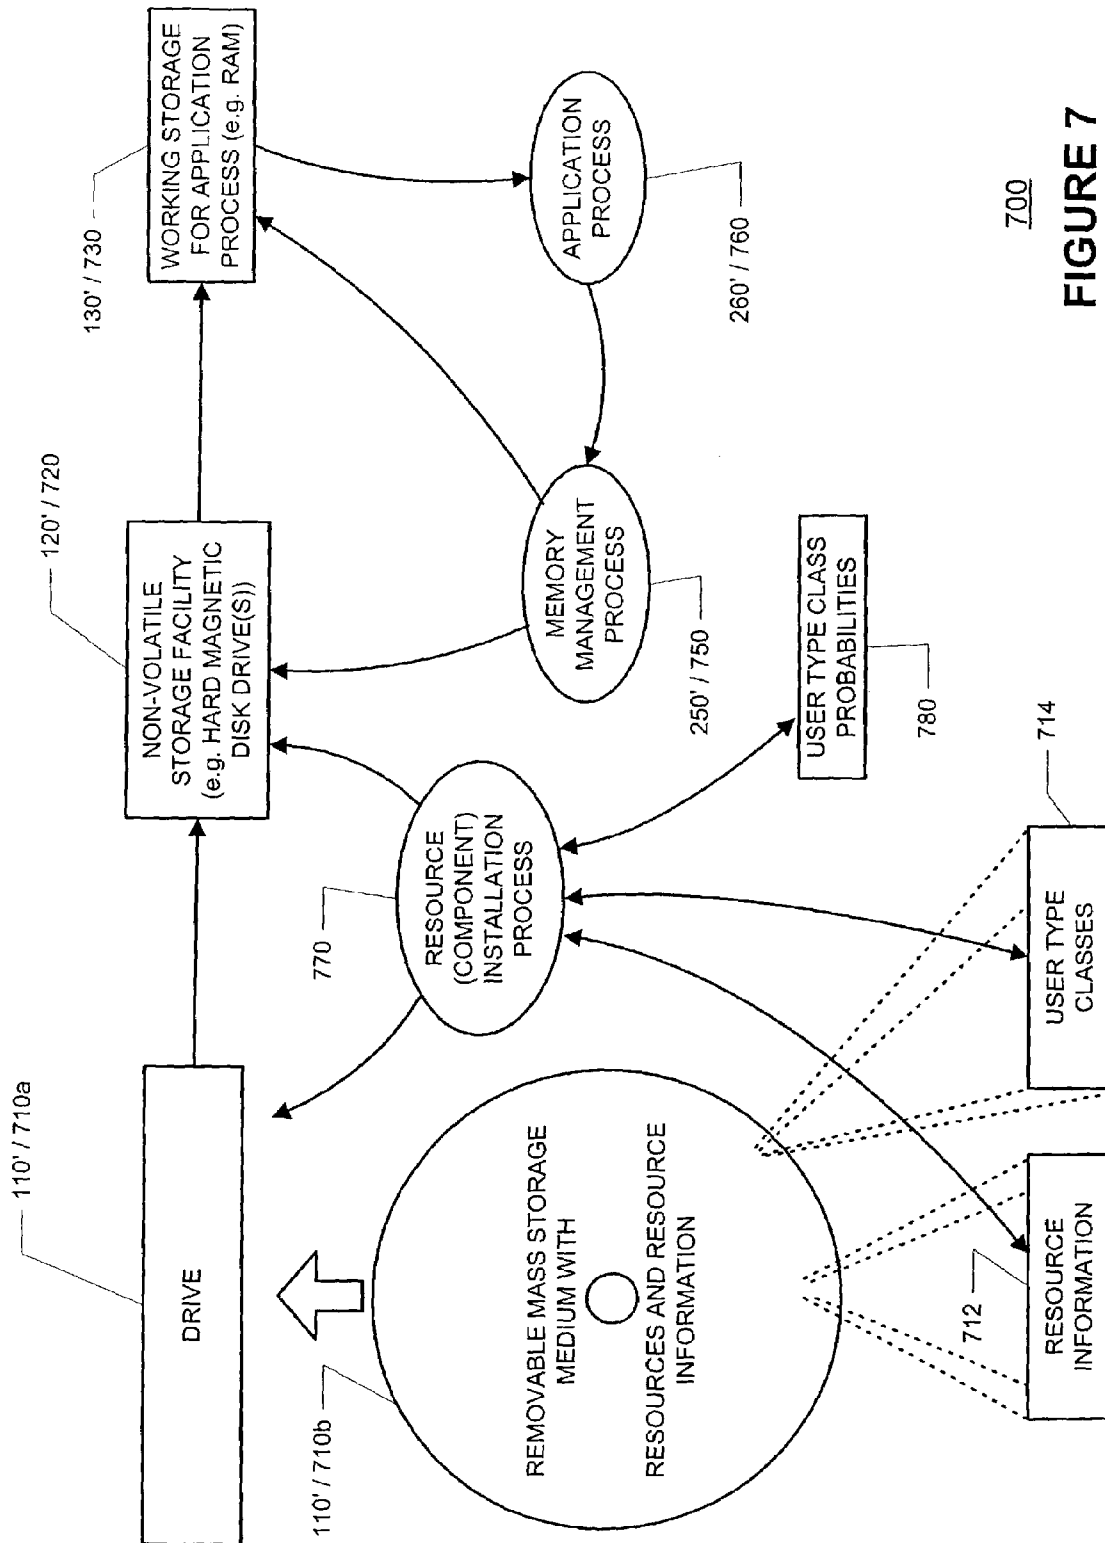 110' / 710a
DRIVE
110' / 710b
REMOVABLE MASS STORAGE
MEDIUM WITH
RESOURCES AND RESOURCE
INFORMATION
712
RESOURCE
INFORMATION
714
USER TYPE
CLASSES
770
RESOURCE
(COMPONENT)
INSTALLATION
PROCESS
120' / 720
NON-VOLATILE
STORAGE FACILITY
(e.g. HARD MAGNETIC
DISK DRIVE(S))
MEMORY
MANAGEMENT
PROCESS
250' / 750
USER TYPE CLASS
PROBABILITIES
780
130' / 730
WORKING STORAGE
FOR APPLICATION
PROCESS (e.g. RAM)
APPLICATION
PROCESS
260' / 760
700
FIGURE 7